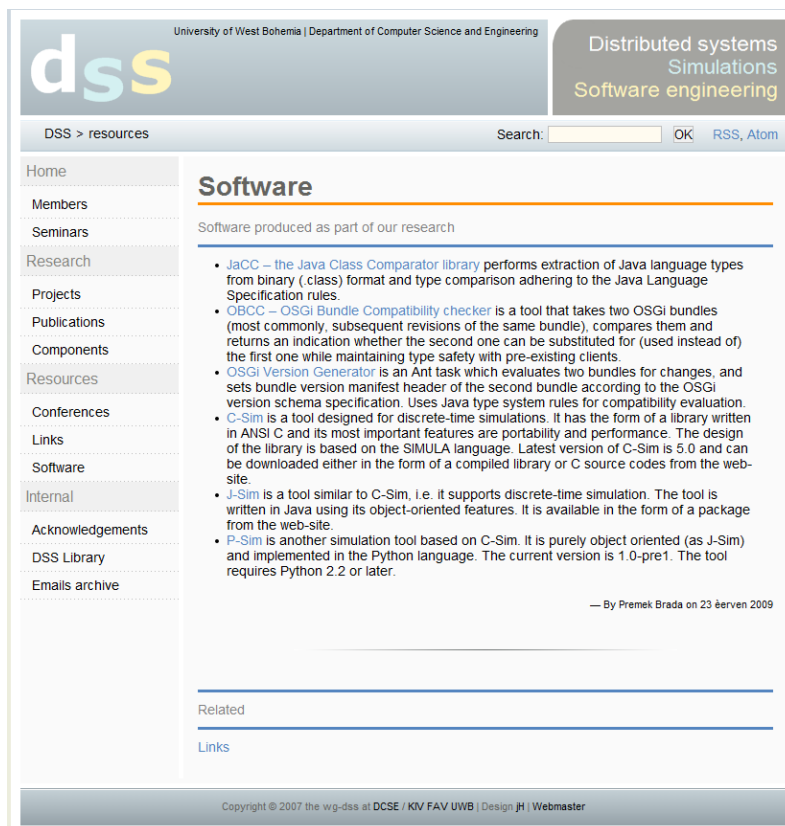 dss
University of West Bohemia | Department of Computer Science and Engineering
Distributed systems
Simulations
Software engineering
DSS > resources
Search:
OK
RSS, Atom
Home
Members
Seminars
Research
Projects
Publications
Components
Resources
Conferences
Links
Software
Internal
Acknowledgements
DSS Library
Emails archive
Software
Software produced as part of our research
• JaCC – the Java Class Comparator library performs extraction of Java language types
from binary (.class) format and type comparison adhering to the Java Language
Specification rules.
• OBCC – OSGi Bundle Compatibility checker is a tool that takes two OSGi bundles
(most commonly, subsequent revisions of the same bundle), compares them and
returns an indication whether the second one can be substituted for (used instead of)
the first one while maintaining type safety with pre-existing clients.
• OSGi Version Generator is an Ant task which evaluates two bundles for changes, and
sets bundle version manifest header of the second bundle according to the OSGi
version schema specification. Uses Java type system rules for compatibility evaluation.
• C-Sim is a tool designed for discrete-time simulations. It has the form of a library written
in ANSI C and its most important features are portability and performance. The design
of the library is based on the SIMULA language. Latest version of C-Sim is 5.0 and can
be downloaded either in the form of a compiled library or C source codes from the web-
site.
• J-Sim is a tool similar to C-Sim, i.e. it supports discrete-time simulation. The tool is
written in Java using its object-oriented features. It is available in the form of a package
from the web-site.
• P-Sim is another simulation tool based on C-Sim. It is purely object oriented (as J-Sim)
and implemented in the Python language. The current version is 1.0-pre1. The tool
requires Python 2.2 or later.
— By Premek Brada on 23 èerven 2009
Related
Links
Copyright © 2007 the wg-dss at DCSE / KIV FAV UWB | Design jH | Webmaster